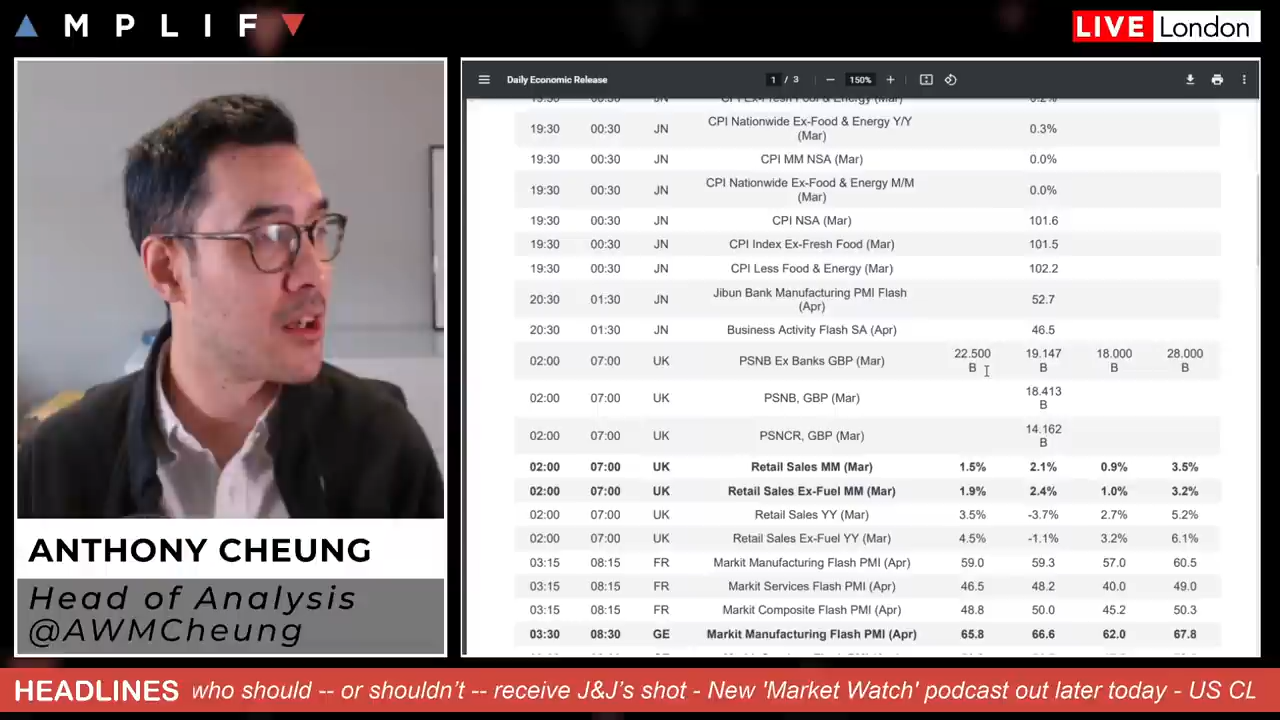 AMPLIFY
LIVE London
Daily Economic Release 1 / 3 150%
19:30 00:30 JN CPI Ex-Fresh Food & Energy (Mar) 0.2%
19:30 00:30 JN CPI Nationwide Ex-Food & Energy Y/Y (Mar) 0.3%
19:30 00:30 JN CPI MM NSA (Mar) 0.0%
19:30 00:30 JN CPI Nationwide Ex-Food & Energy M/M (Mar) 0.0%
19:30 00:30 JN CPI NSA (Mar) 101.6
19:30 00:30 JN CPI Index Ex-Fresh Food (Mar) 101.5
19:30 00:30 JN CPI Less Food & Energy (Mar) 102.2
20:30 01:30 JN Jibun Bank Manufacturing PMI Flash (Apr) 52.7
20:30 01:30 JN Business Activity Flash SA (Apr) 46.5
02:00 07:00 UK PSNB Ex Banks GBP (Mar) 22.500 B 19.147 B 18.000 B 28.000 B
02:00 07:00 UK PSNB, GBP (Mar) 18.413 B
02:00 07:00 UK PSNCR, GBP (Mar) 14.162 B
02:00 07:00 UK Retail Sales MM (Mar) 1.5% 2.1% 0.9% 3.5%
02:00 07:00 UK Retail Sales Ex-Fuel MM (Mar) 1.9% 2.4% 1.0% 3.2%
02:00 07:00 UK Retail Sales YY (Mar) 3.5% -3.7% 2.7% 5.2%
02:00 07:00 UK Retail Sales Ex-Fuel YY (Mar) 4.5% -1.1% 3.2% 6.1%
03:15 08:15 FR Markit Manufacturing Flash PMI (Apr) 59.0 59.3 57.0 60.5
03:15 08:15 FR Markit Services Flash PMI (Apr) 46.5 48.2 40.0 49.0
03:15 08:15 FR Markit Composite Flash PMI (Apr) 48.8 50.0 45.2 50.3
03:30 08:30 GE Markit Manufacturing Flash PMI (Apr) 65.8 66.6 62.0 67.8
ANTHONY CHEUNG
Head of Analysis
@AWMCheung
HEADLINES who should -- or shouldn't -- receive J&J's shot - New 'Market Watch' podcast out later today - US CL